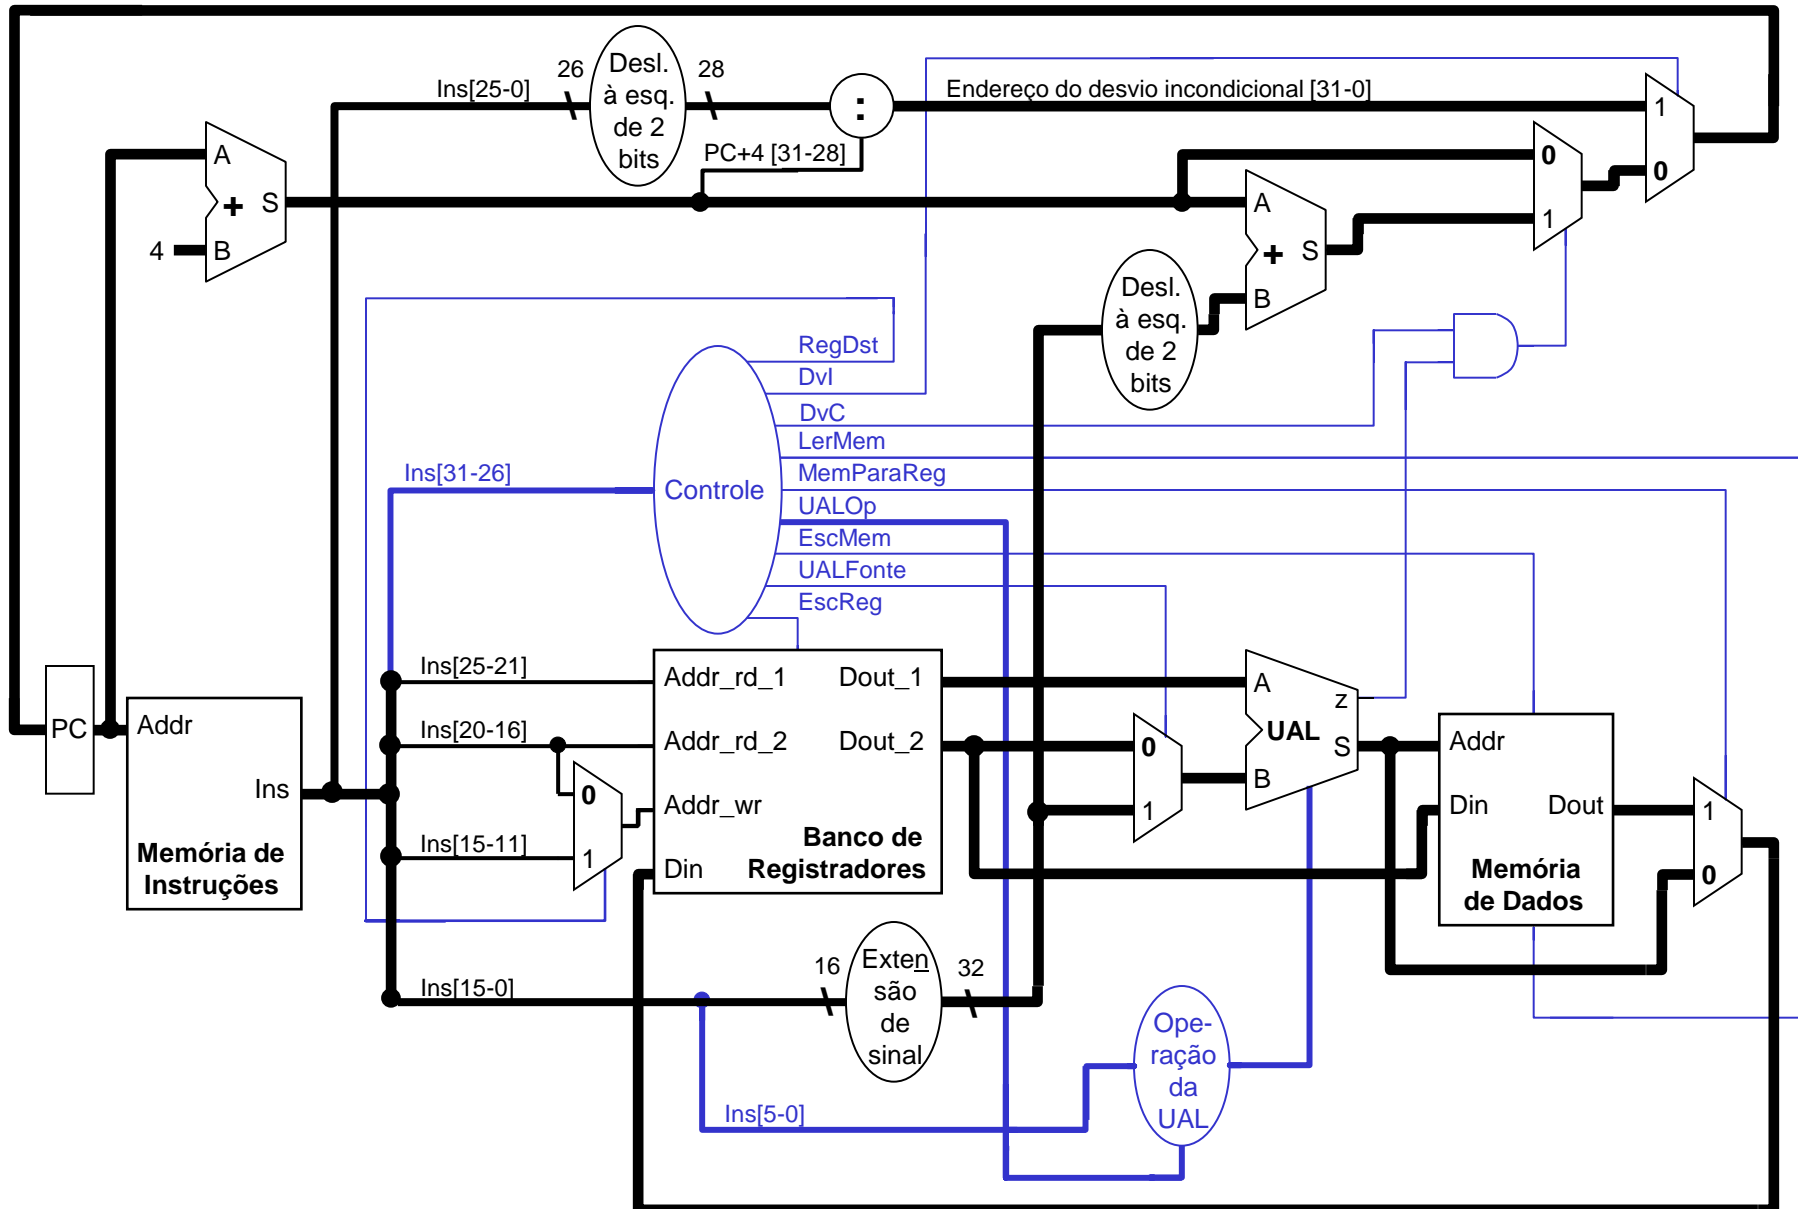 26
Desl.
à esq.
de 2
bits
28
Ins[25-0]
:
Endereço do desvio incondicional [31-0]
1
0
PC+4 [31-28]
A
+
S
B
4
0
1
A
+
S
B
Desl.
à esq.
de 2
bits
RegDst
DvI
DvC
LerMem
MemParaReg
UALOp
EscMem
UALFonte
EscReg
Ins[31-26]
Controle
PC
Addr
Ins
Memória de
Instruções
Ins[25-21]
Ins[20-16]
Ins[15-11]
0
1
Addr_rd_1
Dout_1
Addr_rd_2
Dout_2
Addr_wr
Din
Banco de
Registradores
0
1
A
z
UAL
S
B
Addr
Din
Dout
Memória
de Dados
1
0
Ins[15-0]
16
Exten
são
de
sinal
32
Ins[5-0]
Ope-
ração
da
UAL